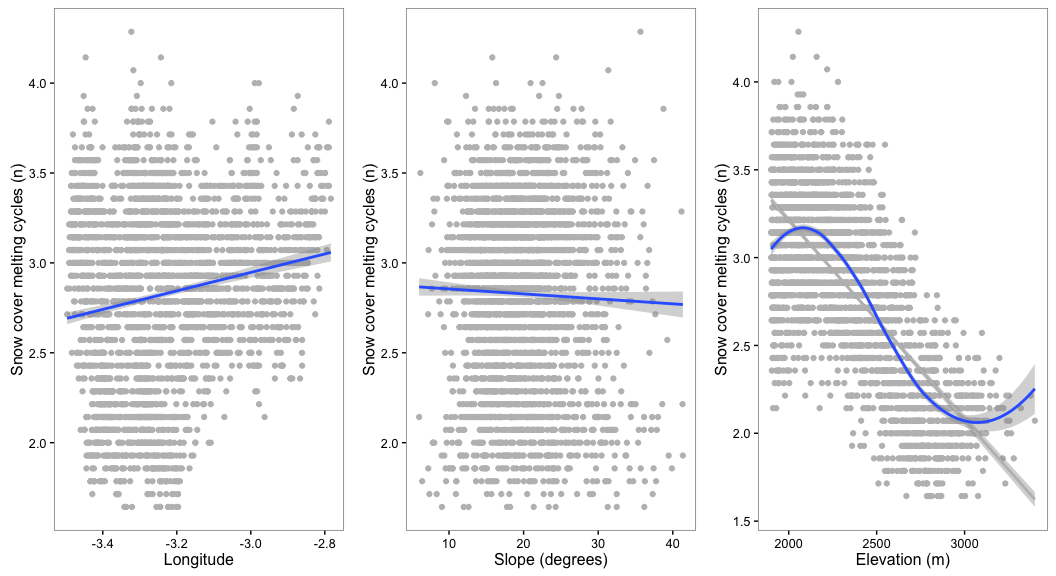 Snow cover melting cycles (n)
4.0
3.5
3.0
2.5
2.0
-3.4 -3.2 -3.0 -2.8
Longitude
Snow cover melting cycles (n)
4.0
3.5
3.0
2.5
2.0
10 20 30 40
Slope (degrees)
Snow cover melting cycles (n)
4.0
3.5
3.0
2.5
2.0
1.5
2000 2500 3000
Elevation (m)